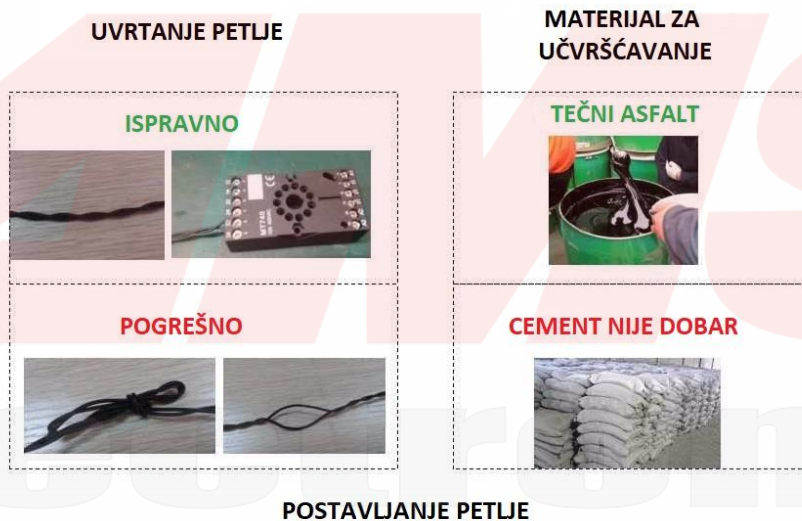 UVRTANJE PETLJE
MATERIJAL ZA
UČVRŠĆAVANJE
ISPRAVNO
TEČNI ASFALT
POGREŠNO
CEMENT NIJE DOBAR
POSTAVLJANJE PETLJE